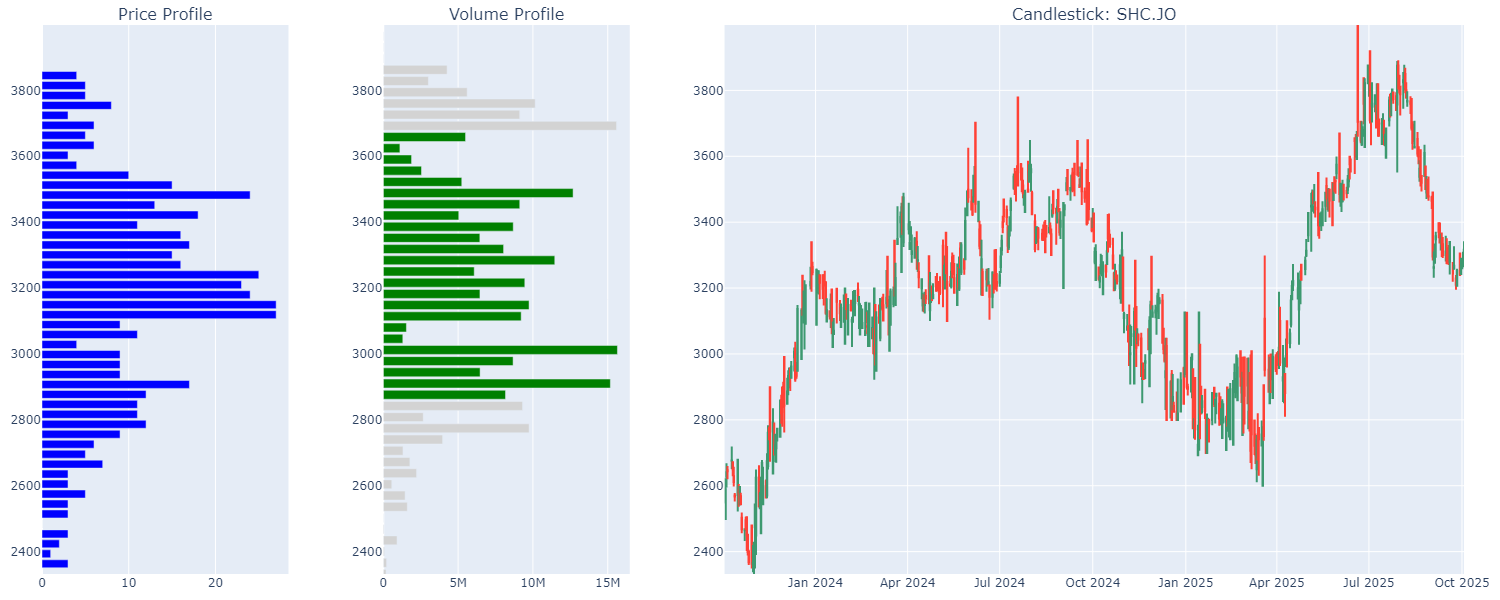 Price Profile
Volume Profile
Candlestick: SHC.JO
3800
3600
3400
3200
3000
2800
2600
2400
0
10
20
3800
3600
3400
3200
3000
2800
2600
2400
0
5M
10M
15M
3800
3600
3400
3200
3000
2800
2600
2400
Jan 2024
Apr 2024
Jul 2024
Oct 2024
Jan 2025
Apr 2025
Jul 2025
Oct 2025